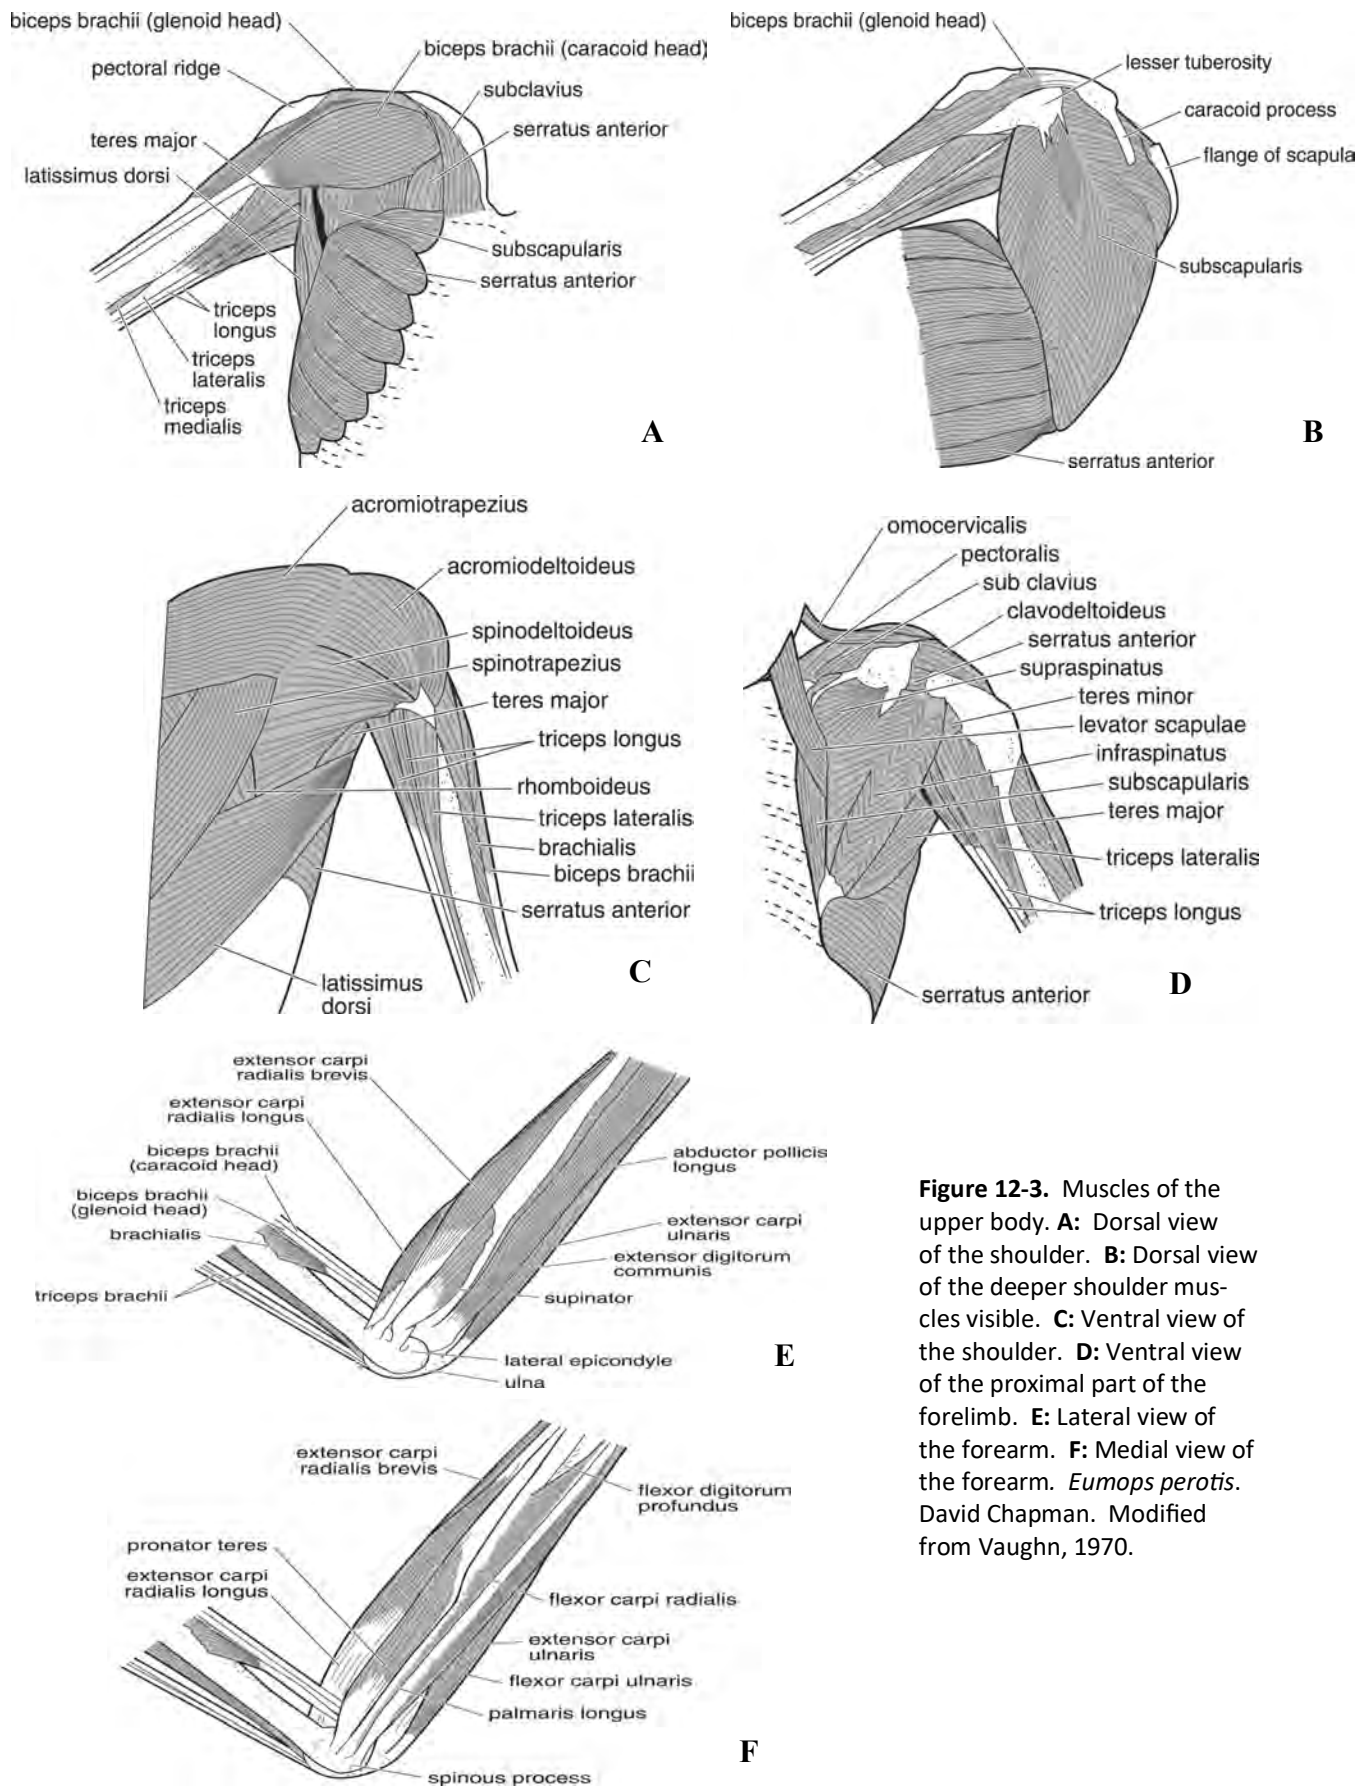 biceps brachii (glenoid head)
biceps brachii (caracoid head)
pectoral ridge
subclavius
serratus anterior
teres major
latissimus dorsi
subscapularis
serratus anterior
triceps
longus
triceps
lateralis
triceps
medialis
A
biceps brachii (glenoid head)
lesser tuberosity
caracoid process
flange of scapula
subscapularis
serratus anterior
B
acromiotrapezius
acromiodeltoideus
spinodeltoideus
spinotrapezius
teres major
triceps longus
rhomboideus
triceps lateralis
brachialis
biceps brachii
serratus anterior
latissimus
dorsi
C
omocervicalis
pectoralis
sub clavius
clavodeltoideus
serratus anterior
supraspinatus
teres minor
levator scapulae
infraspinatus
subscapularis
teres major
triceps lateralis
triceps longus
serratus anterior
D
extensor carpi
radialis brevis
extensor carpi
radialis longus
biceps brachii
(caracoid head)
biceps brachii
(glenoid head)
brachialis
triceps brachii
abductor pollicis
longus
extensor carpi
ulnaris
extensor digitorum
communis
supinator
lateral epicondyle
ulna
E
extensor carpi
radialis brevis
flexor digitorum
profundus
pronator teres
extensor carpi
radialis longus
flexor carpi radialis
extensor carpi
ulnaris
flexor carpi ulnaris
palmaris longus
spinous process
F
Figure 12-3. Muscles of the
upper body. A: Dorsal view
of the shoulder. B: Dorsal view
of the deeper shoulder mus-
cles visible. C: Ventral view of
the shoulder. D: Ventral view
of the proximal part of the
forelimb. E: Lateral view of
the forearm. F: Medial view of
the forearm. Eumops perotis.
David Chapman. Modified
from Vaughn, 1970.